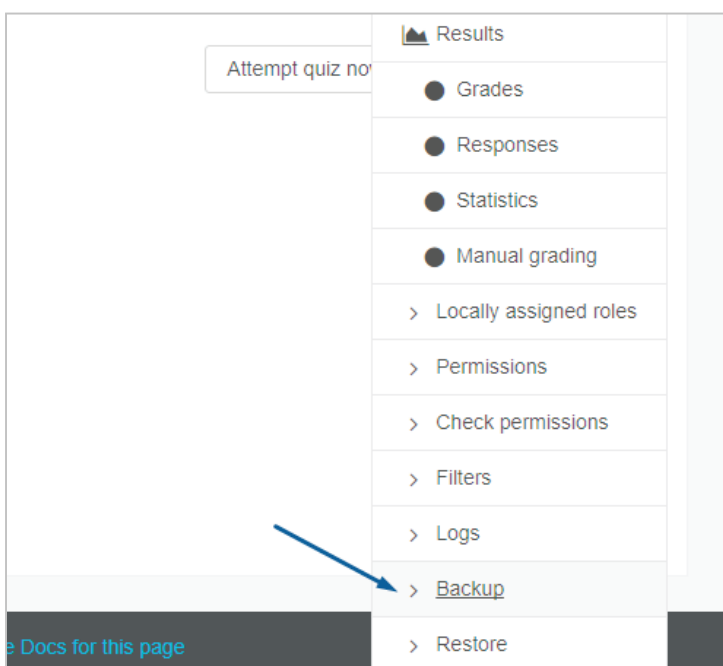 Results
Attempt quiz now
Grades
Responses
Statistics
Manual grading
Locally assigned roles
Permissions
Check permissions
Filters
Logs
Backup
e Docs for this page
Restore